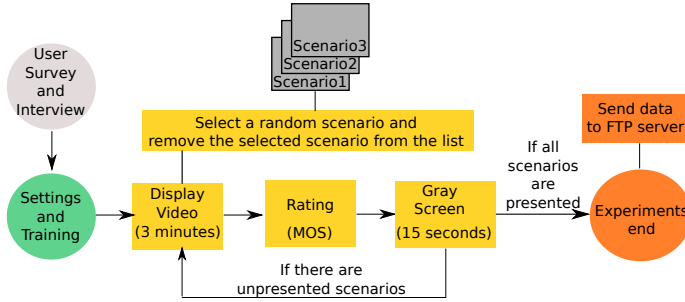 User
Survey
and
Interview
Scenario3
Scenario2
Scenario1
Select a random scenario and
remove the selected scenario from the list
Send data
to FTP server
Settings
and
Training
Display
Video
(3 minutes)
Rating
(MOS)
Gray
Screen
(15 seconds)
If all
scenarios
are
presented
Experiments
end
If there are
unpresented scenarios